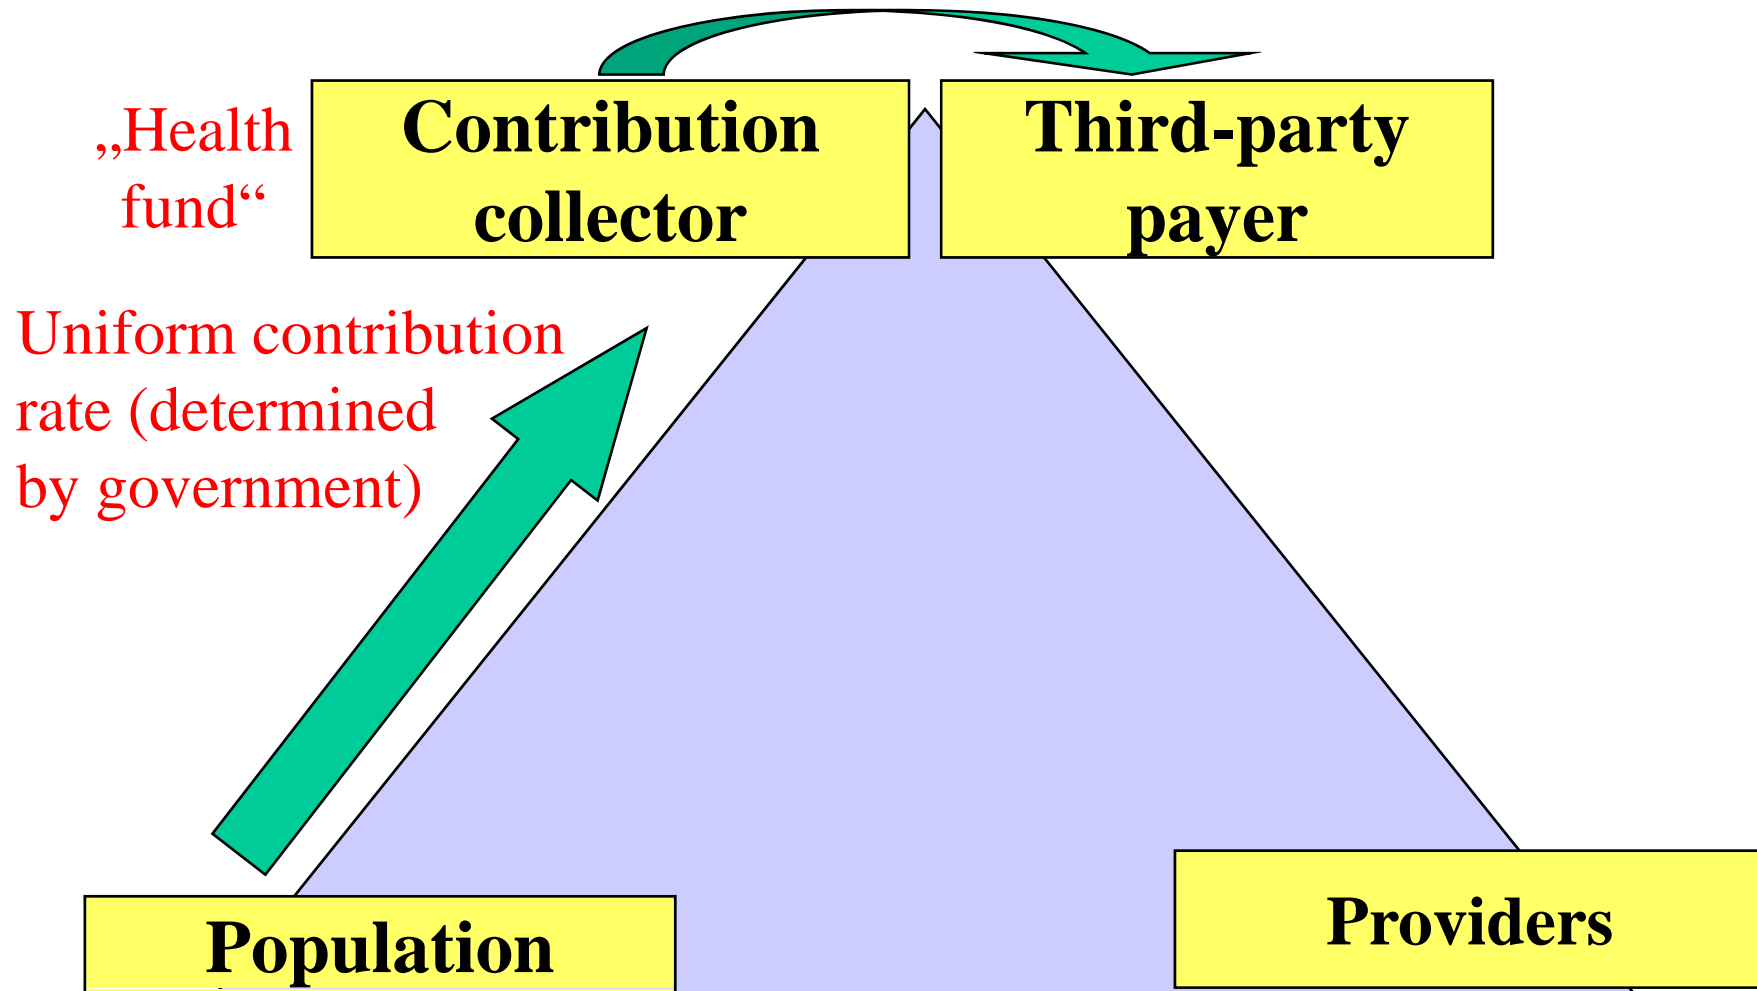 „Health
fund“
Contribution
collector
Third-party
payer
Uniform contribution
rate (determined
by government)
Providers
Population